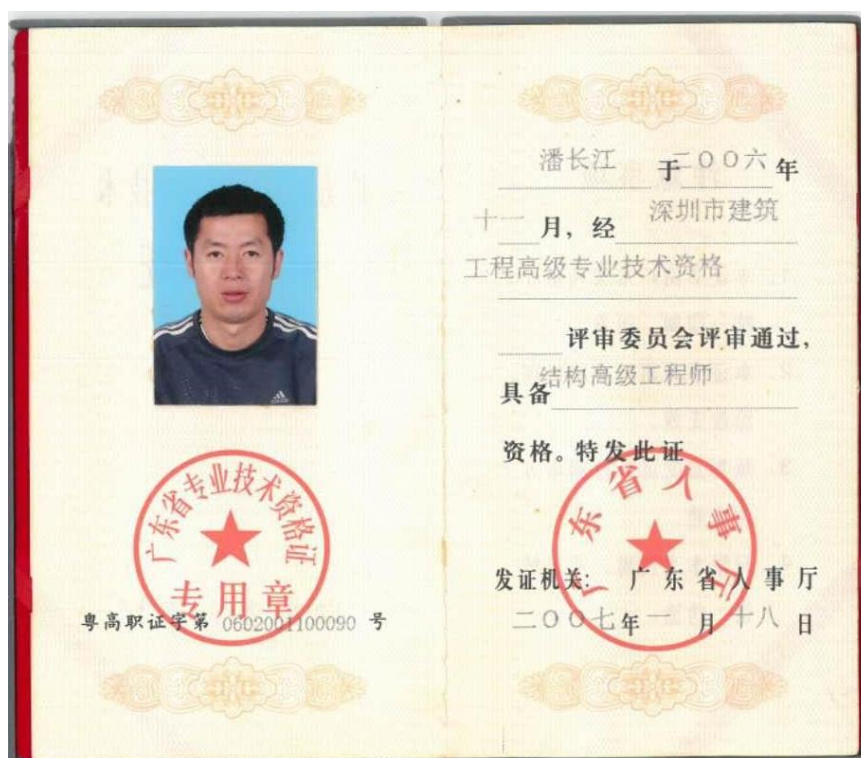 广东省专业技术资格证
专用章
粤高职证字第 0602001100090 号
潘长江 于二〇〇六年
十一月，经 深圳市建筑
工程高级专业技术资格
评审委员会评审通过，
具备 结构高级工程师
资格。特发此证
广东省人事厅
发证机关： 广东省人事厅
二〇〇七年一月十八日
adidas